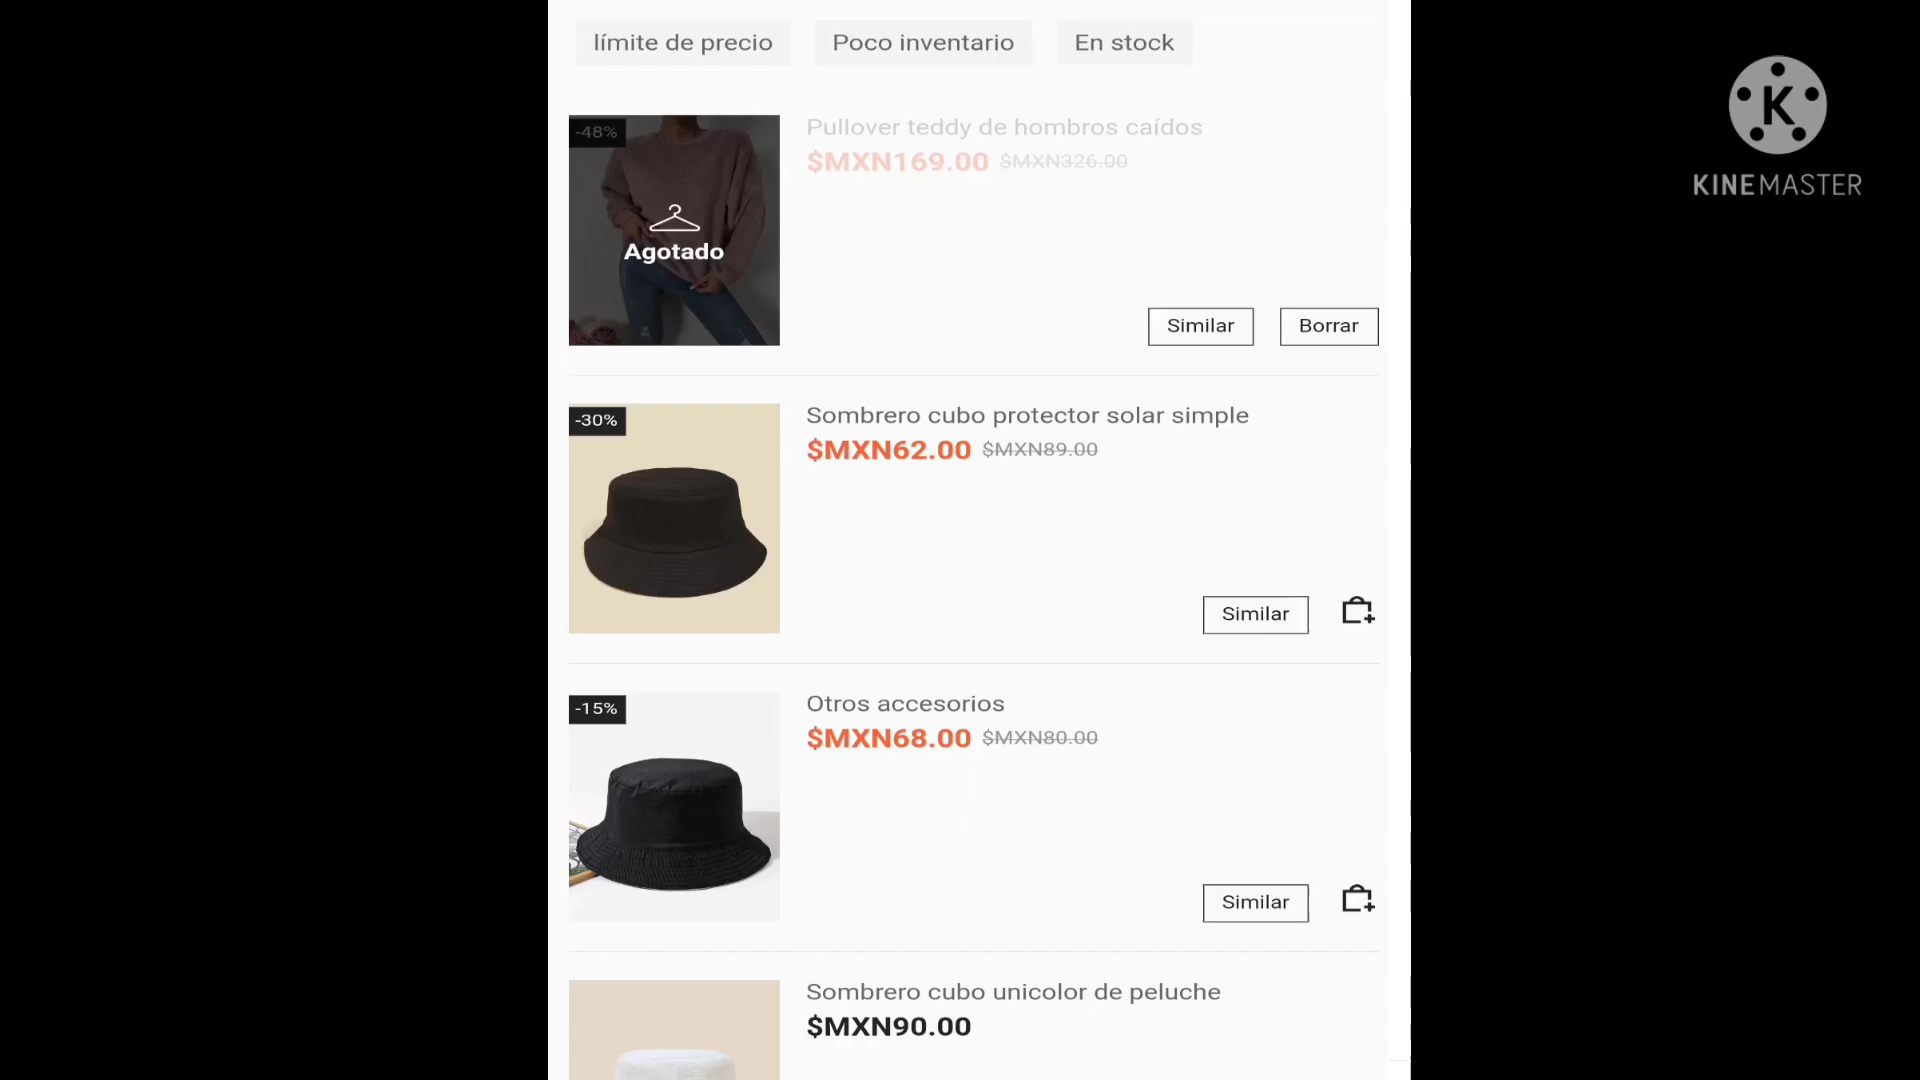 límite de precio
Poco inventario
En stock
-48%
Agotado
Pullover teddy de hombros caídos
$MXN169.00 $MXN326.00
Similar
Borrar
-30%
Sombrero cubo protector solar simple
$MXN62.00 $MXN89.00
Similar
-15%
Otros accesorios
$MXN68.00 $MXN80.00
Similar
Sombrero cubo unicolor de peluche
$MXN90.00
K
KINEMASTER